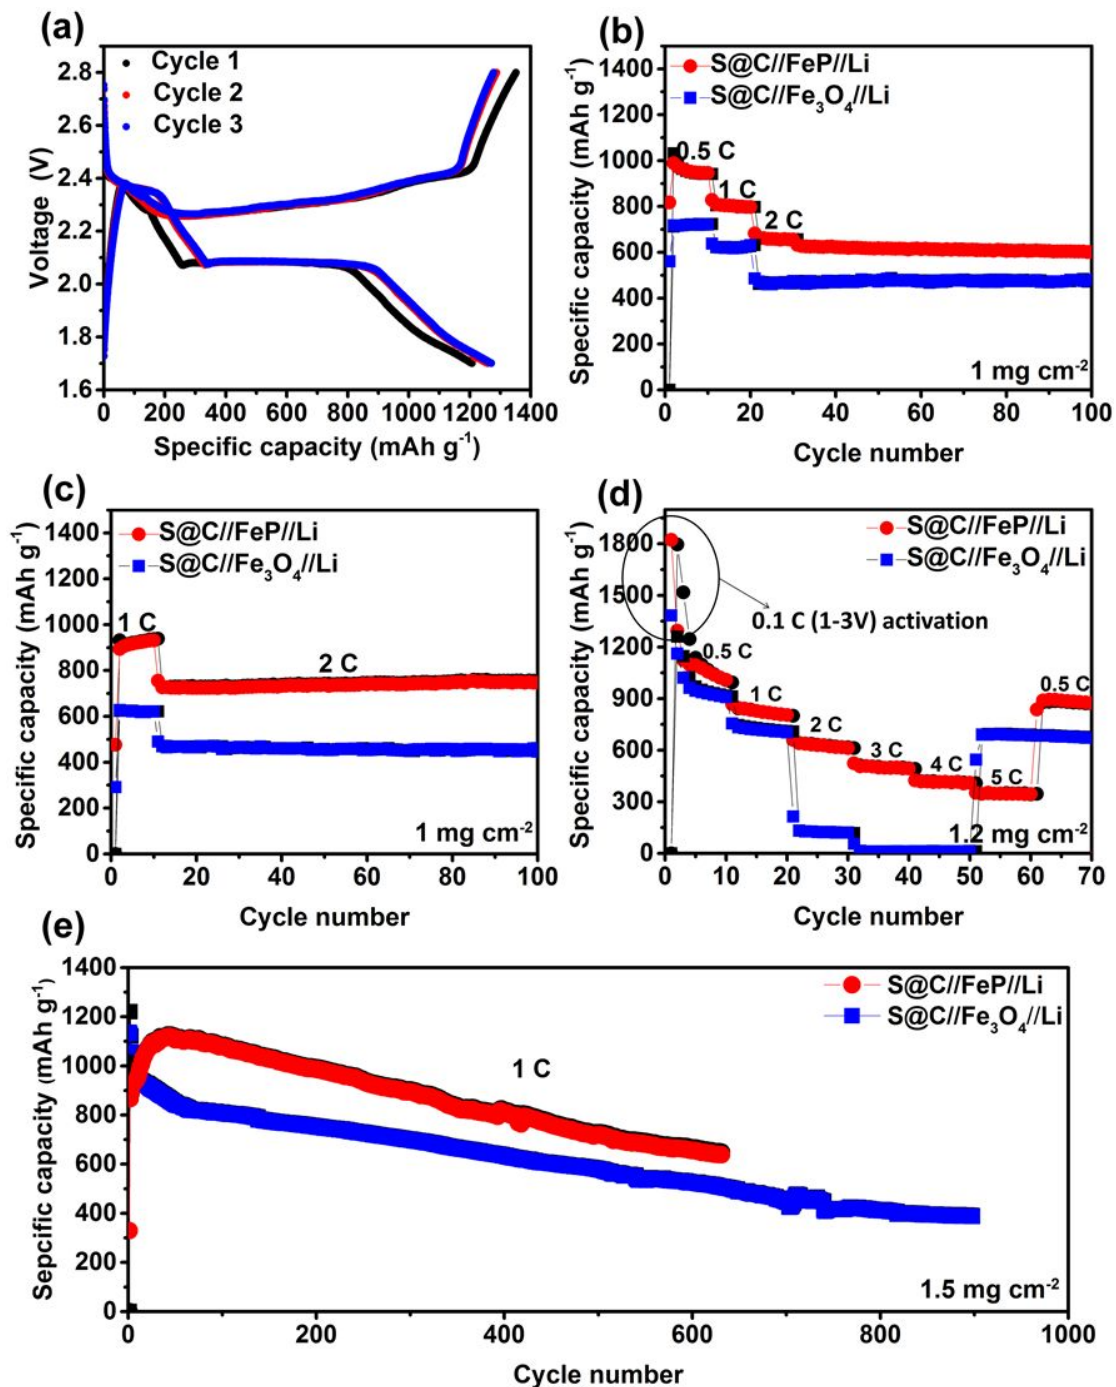 (a)
Cycle 1
Cycle 2
Cycle 3
2.8
2.6
2.4
2.2
2.0
1.8
1.6
Voltage (V)
0 200 400 600 800 1000 1200 1400
Specific capacity (mAh g⁻¹)
(b)
S@C//FeP//Li
S@C//Fe₃O₄//Li
1400
1200
1000
800
600
400
200
0
Specific capacity (mAh g⁻¹)
0.5 C
1 C
2 C
1 mg cm⁻²
0 20 40 60 80 100
Cycle number
(c)
S@C//FeP//Li
S@C//Fe₃O₄//Li
1400
1200
1000
800
600
400
200
0
Specific capacity (mAh g⁻¹)
1 C
2 C
1 mg cm⁻²
0 20 40 60 80 100
Cycle number
(d)
S@C//FeP//Li
S@C//Fe₃O₄//Li
1800
1500
1200
900
600
300
0
Specific capacity (mAh g⁻¹)
0.1 C (1-3V) activation
0.5 C
1 C
2 C
3 C
4 C
5 C
0.5 C
1.2 mg cm⁻²
0 10 20 30 40 50 60 70
Cycle number
(e)
S@C//FeP//Li
S@C//Fe₃O₄//Li
1400
1200
1000
800
600
400
200
0
Sepcific capacity (mAh g⁻¹)
1 C
1.5 mg cm⁻²
0 200 400 600 800 1000
Cycle number